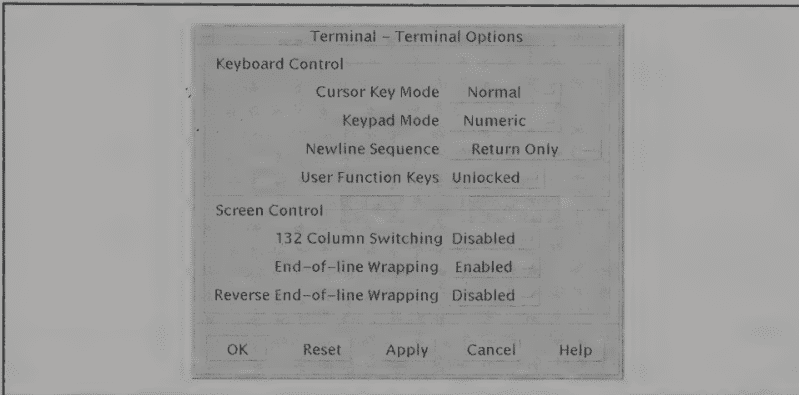 Terminal – Terminal Options
Keyboard Control
Cursor Key Mode Normal
Keypad Mode Numeric
Newline Sequence Return Only
User Function Keys Unlocked
Screen Control
132 Column Switching Disabled
End-of-line Wrapping Enabled
Reverse End-of-line Wrapping Disabled
OK Reset Apply Cancel Help